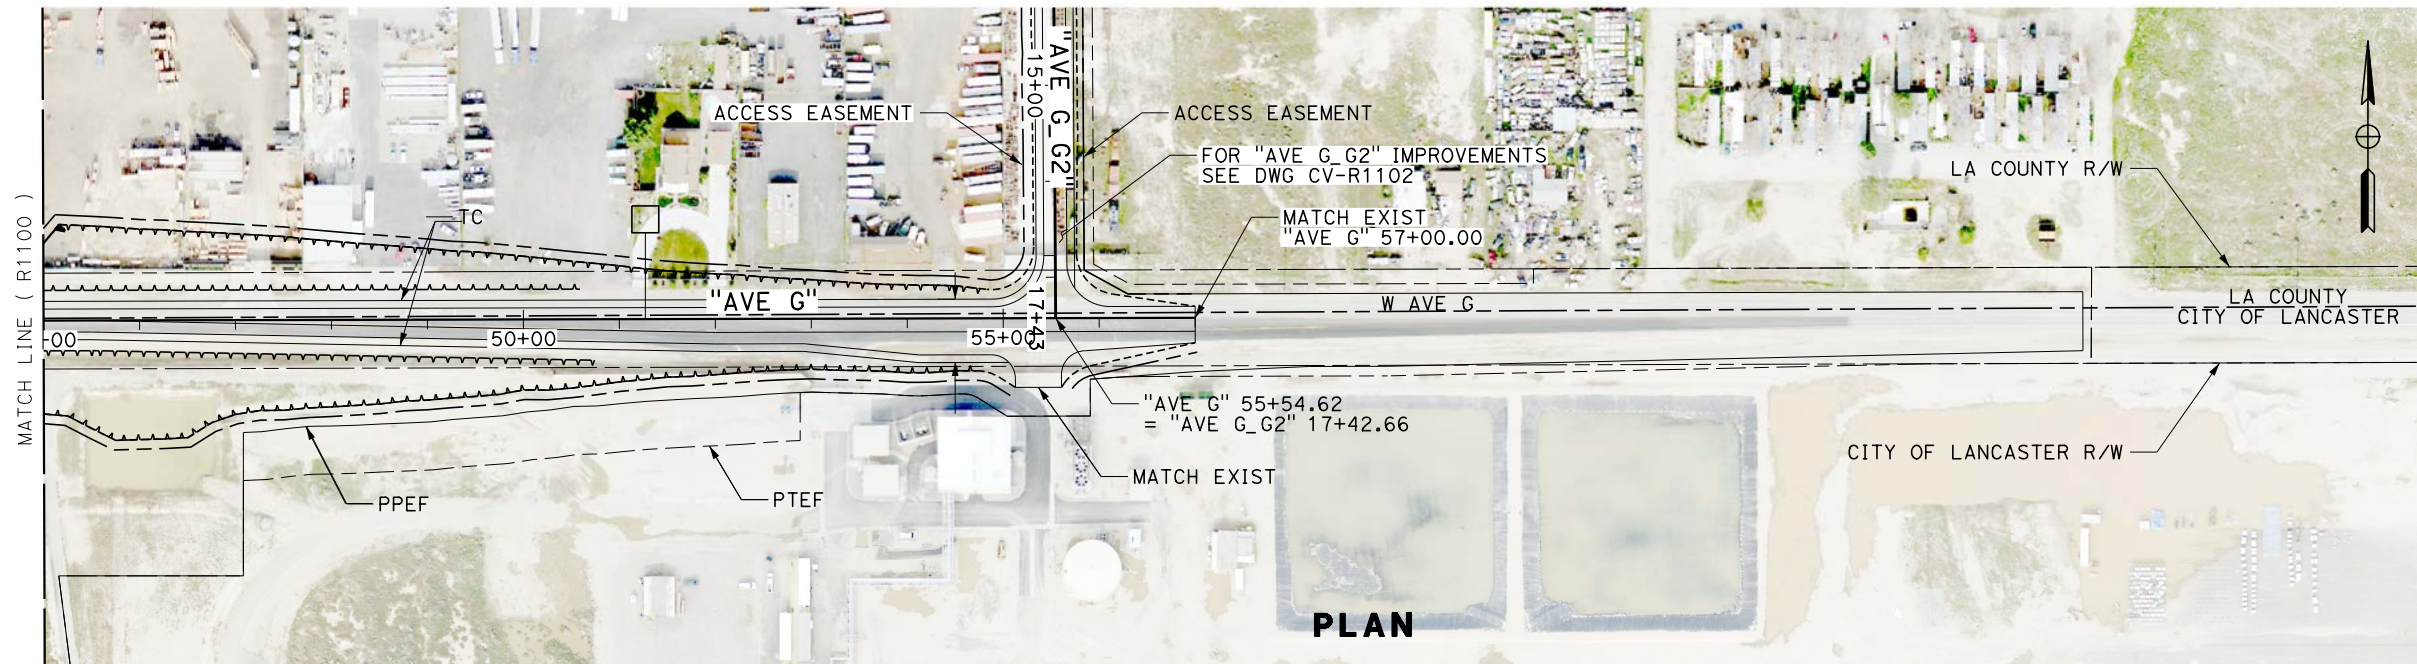 MATCH LINE ( R1100 )
"AVE G_G2"
15+00
ACCESS EASEMENT
ACCESS EASEMENT
FOR "AVE G_G2" IMPROVEMENTS
SEE DWG CV-R1102
LA COUNTY R/W
TC
MATCH EXIST
"AVE G" 57+00.00
"AVE G"
17+43
W AVE G
LA COUNTY
CITY OF LANCASTER
-00
50+00
55+00
"AVE G" 55+54.62
= "AVE G_G2" 17+42.66
CITY OF LANCASTER R/W
MATCH EXIST
PPEF
PTEF
PLAN